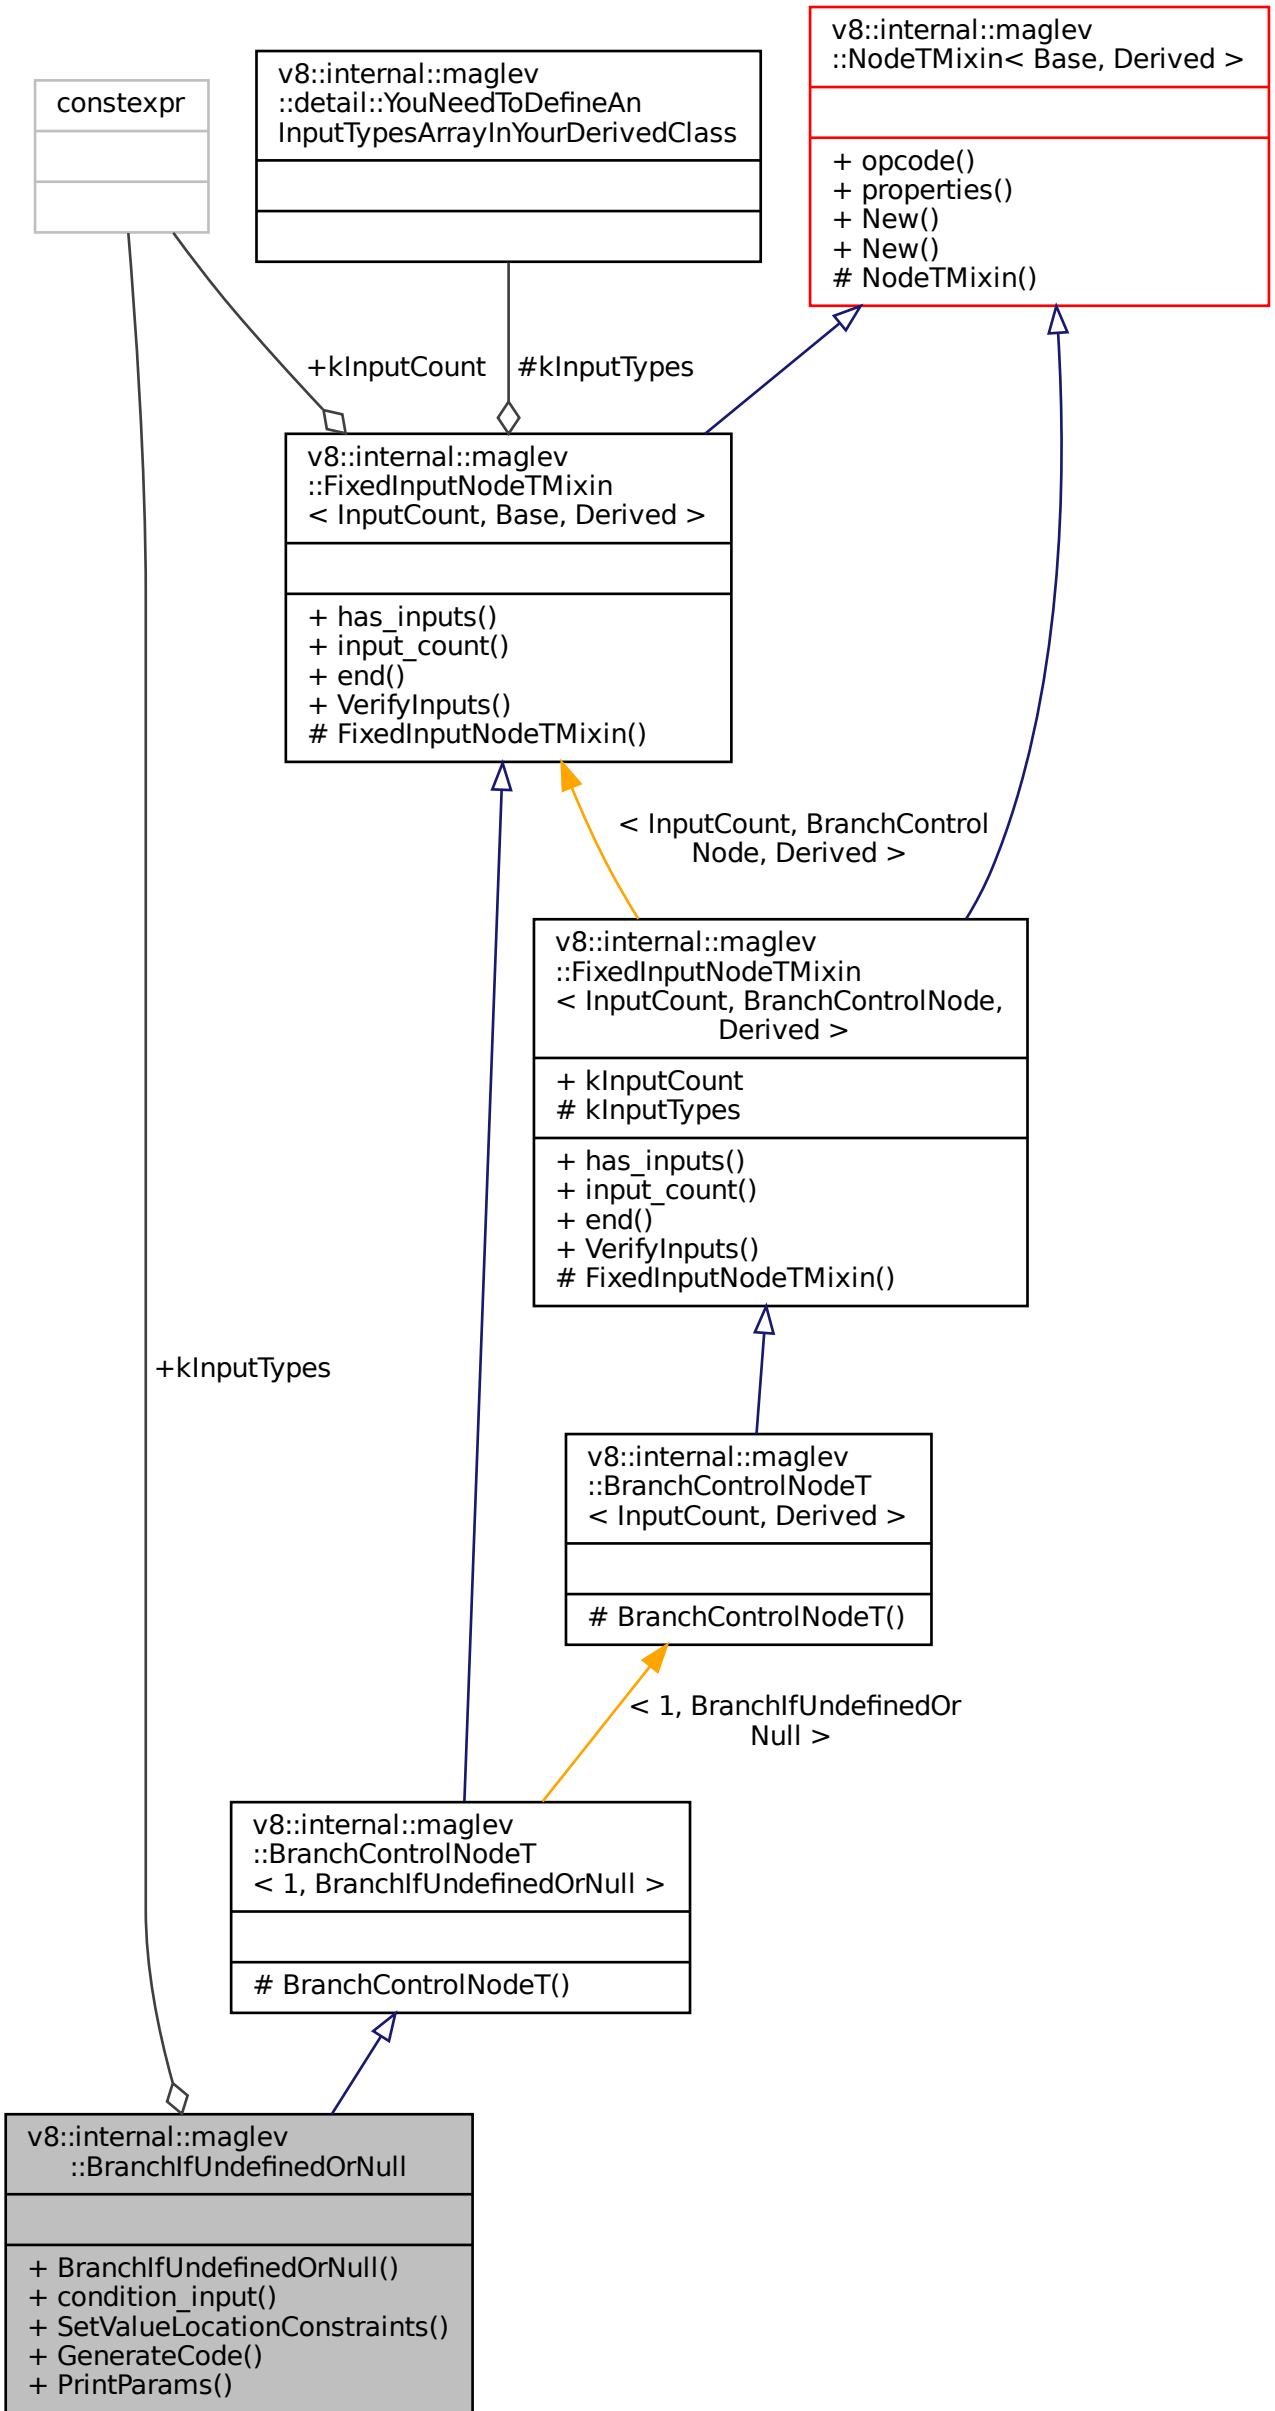 v8::internal::maglev
::NodeTMixin< Base, Derived >
+ opcode()
+ properties()
+ New()
+ New()
# NodeTMixin()
v8::internal::maglev
::detail::YouNeedToDefineAn
InputTypesArrayInYourDerivedClass
constexpr
+kInputCount
#kInputTypes
v8::internal::maglev
::FixedInputNodeTMixin
< InputCount, Base, Derived >
+ has_inputs()
+ input_count()
+ end()
+ VerifyInputs()
# FixedInputNodeTMixin()
< InputCount, BranchControl
Node, Derived >
v8::internal::maglev
::FixedInputNodeTMixin
< InputCount, BranchControlNode,
Derived >
+ kInputCount
# kInputTypes
+ has_inputs()
+ input_count()
+ end()
+ VerifyInputs()
# FixedInputNodeTMixin()
+kInputTypes
v8::internal::maglev
::BranchControlNodeT
< InputCount, Derived >
# BranchControlNodeT()
< 1, BranchIfUndefinedOr
Null >
v8::internal::maglev
::BranchControlNodeT
< 1, BranchIfUndefinedOrNull >
# BranchControlNodeT()
v8::internal::maglev
::BranchIfUndefinedOrNull
+ BranchIfUndefinedOrNull()
+ condition_input()
+ SetValueLocationConstraints()
+ GenerateCode()
+ PrintParams()